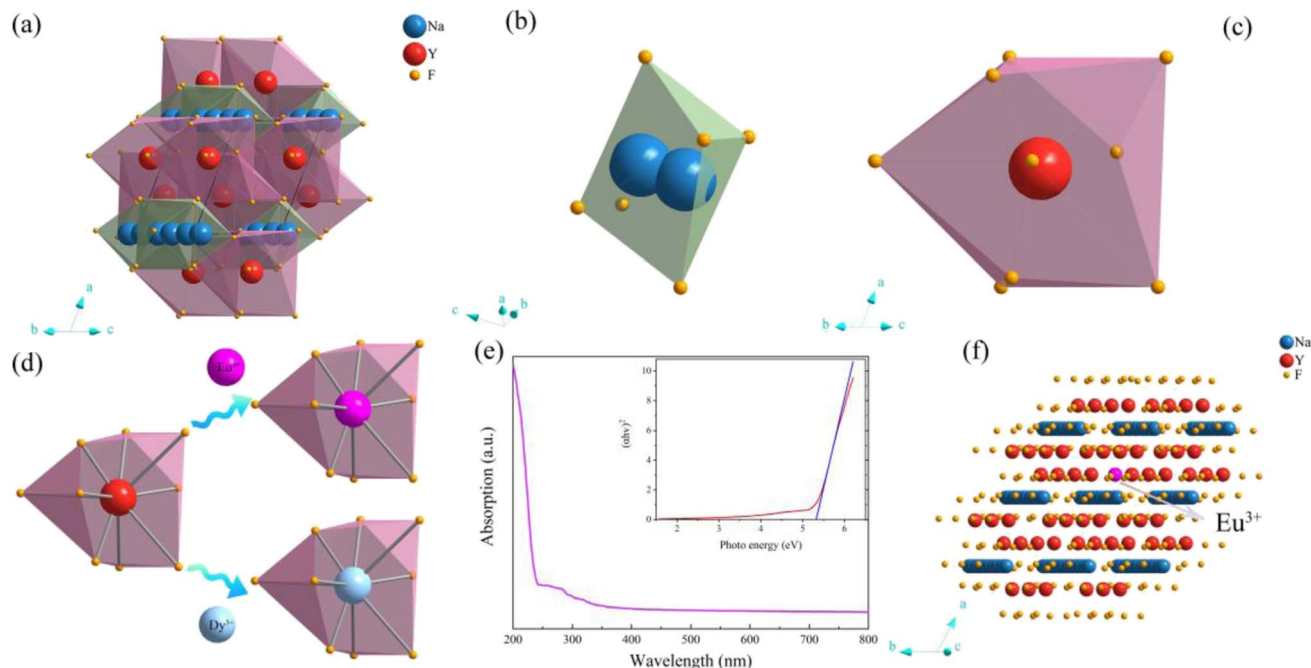 (a)
Na
Y
F
a
b
c
(b)
a
b
c
(c)
a
b
c
(d)
Eu³⁺
Dy³⁺
(e)
Absorption (a.u.)
Wavelength (nm)
200 300 400 500 600 700 800
(αhν)²
10
8
6
4
2
0
2 3 4 5 6
Photo energy (eV)
(f)
Na
Y
F
Eu³⁺
a
b
c